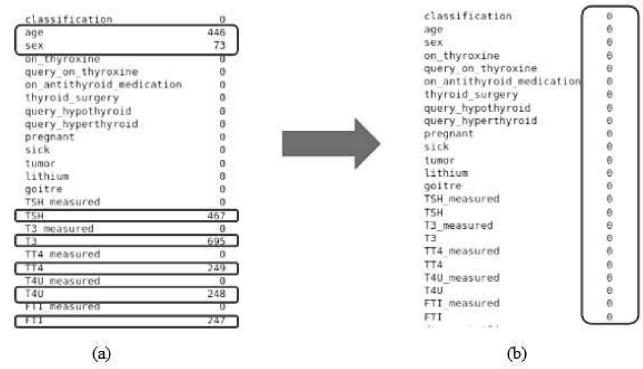 classification 0
age 446
sex 73
on_thyroxine 0
query_on_thyroxine 0
on_antithyroid_medication 0
thyroid_surgery 0
query_hypothyroid 0
query_hyperthyroid 0
pregnant 0
sick 0
tumor 0
lithium 0
goitre 0
TSH_measured 0
TSH 467
T3_measured 0
T3 695
TT4_measured 0
TT4 249
T4U_measured 0
T4U 248
FTI_measured 0
FTI 247
(a)
classification 0
age 0
sex 0
on_thyroxine 0
query_on_thyroxine 0
on_antithyroid_medication 0
thyroid_surgery 0
query_hypothyroid 0
query_hyperthyroid 0
pregnant 0
sick 0
tumor 0
lithium 0
goitre 0
TSH_measured 0
TSH 0
T3_measured 0
T3 0
TT4_measured 0
TT4 0
T4U_measured 0
T4U 0
FTI_measured 0
FTI 0
(b)